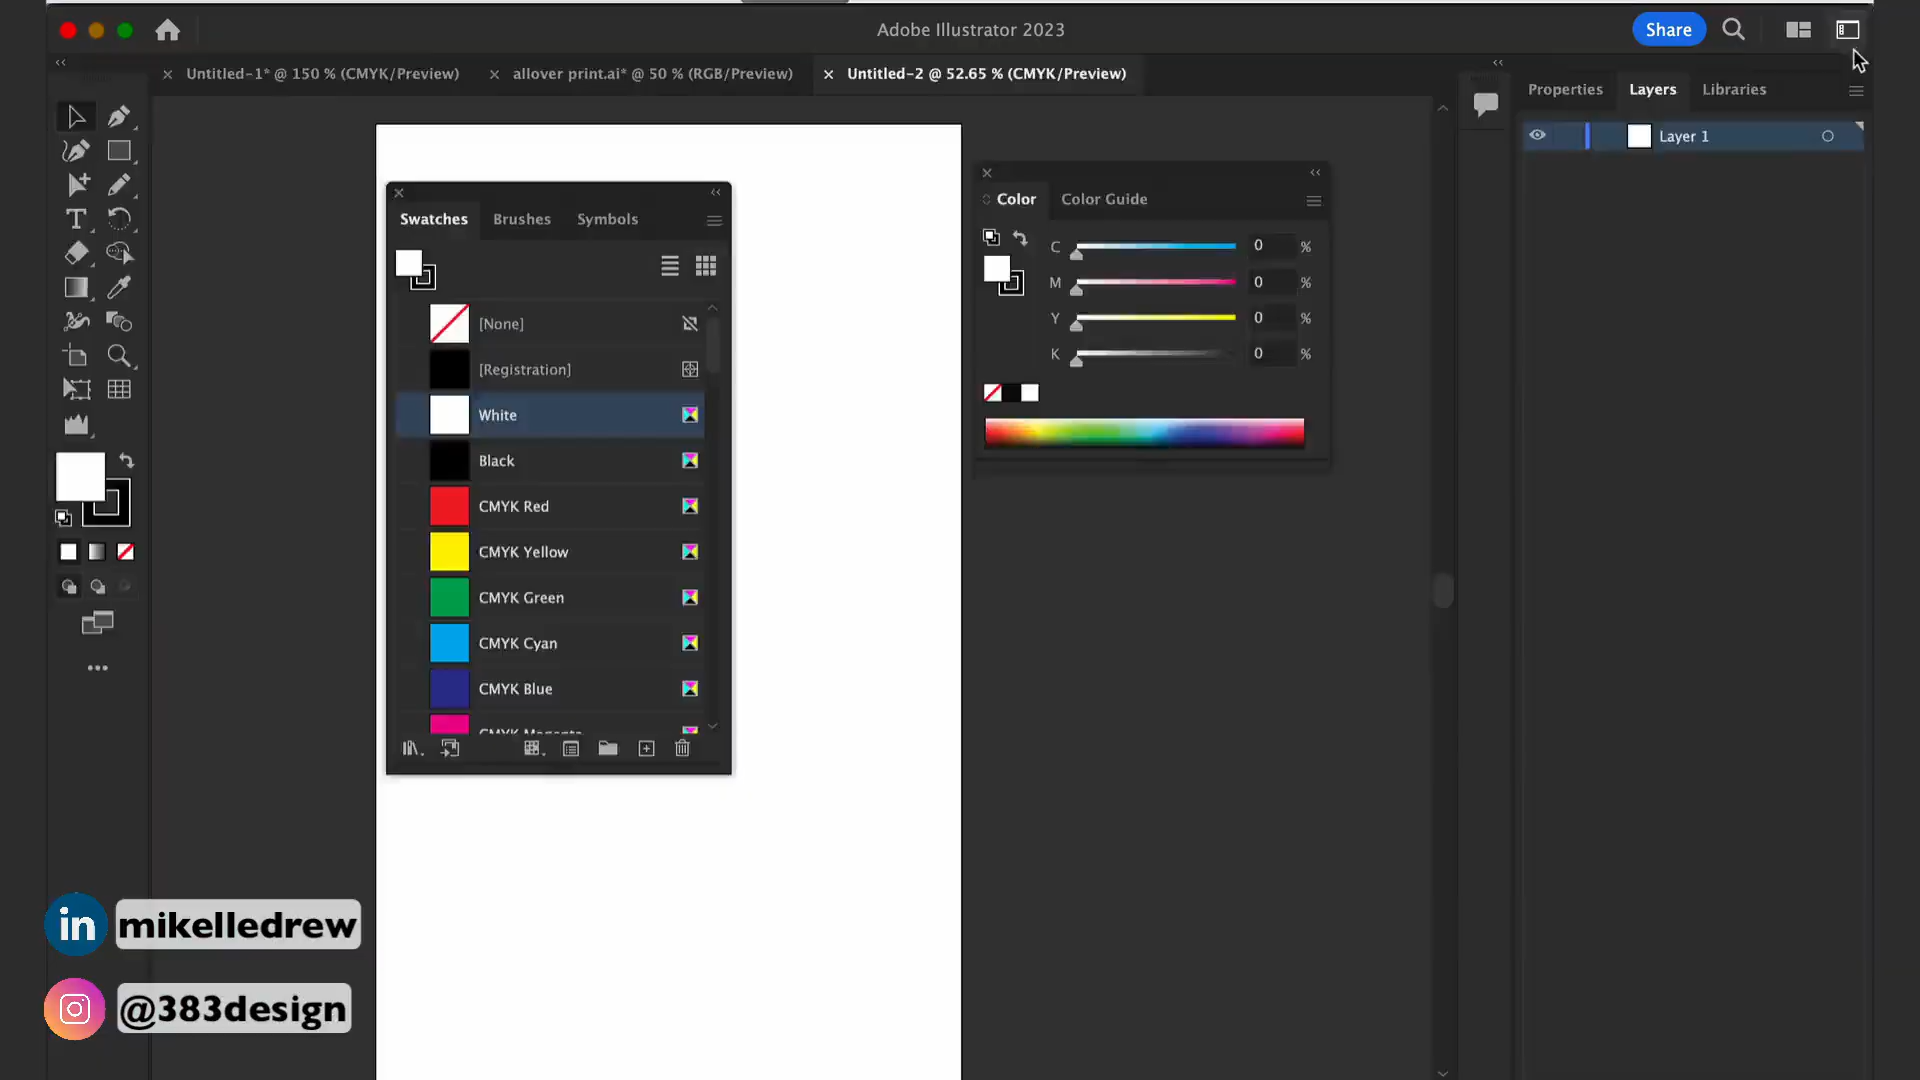 Adobe Illustrator 2023
Share
Untitled-1* @ 150 % (CMYK/Preview)
allover print.ai* @ 50 % (RGB/Preview)
Untitled-2 @ 52.65 % (CMYK/Preview)
Properties
Layers
Libraries
Layer 1
Swatches
Brushes
Symbols
[None]
[Registration]
White
Black
CMYK Red
CMYK Yellow
CMYK Green
CMYK Cyan
CMYK Blue
CMYK Magenta
Color
Color Guide
C 0 %
M 0 %
Y 0 %
K 0 %
in mikelledrew
@383design